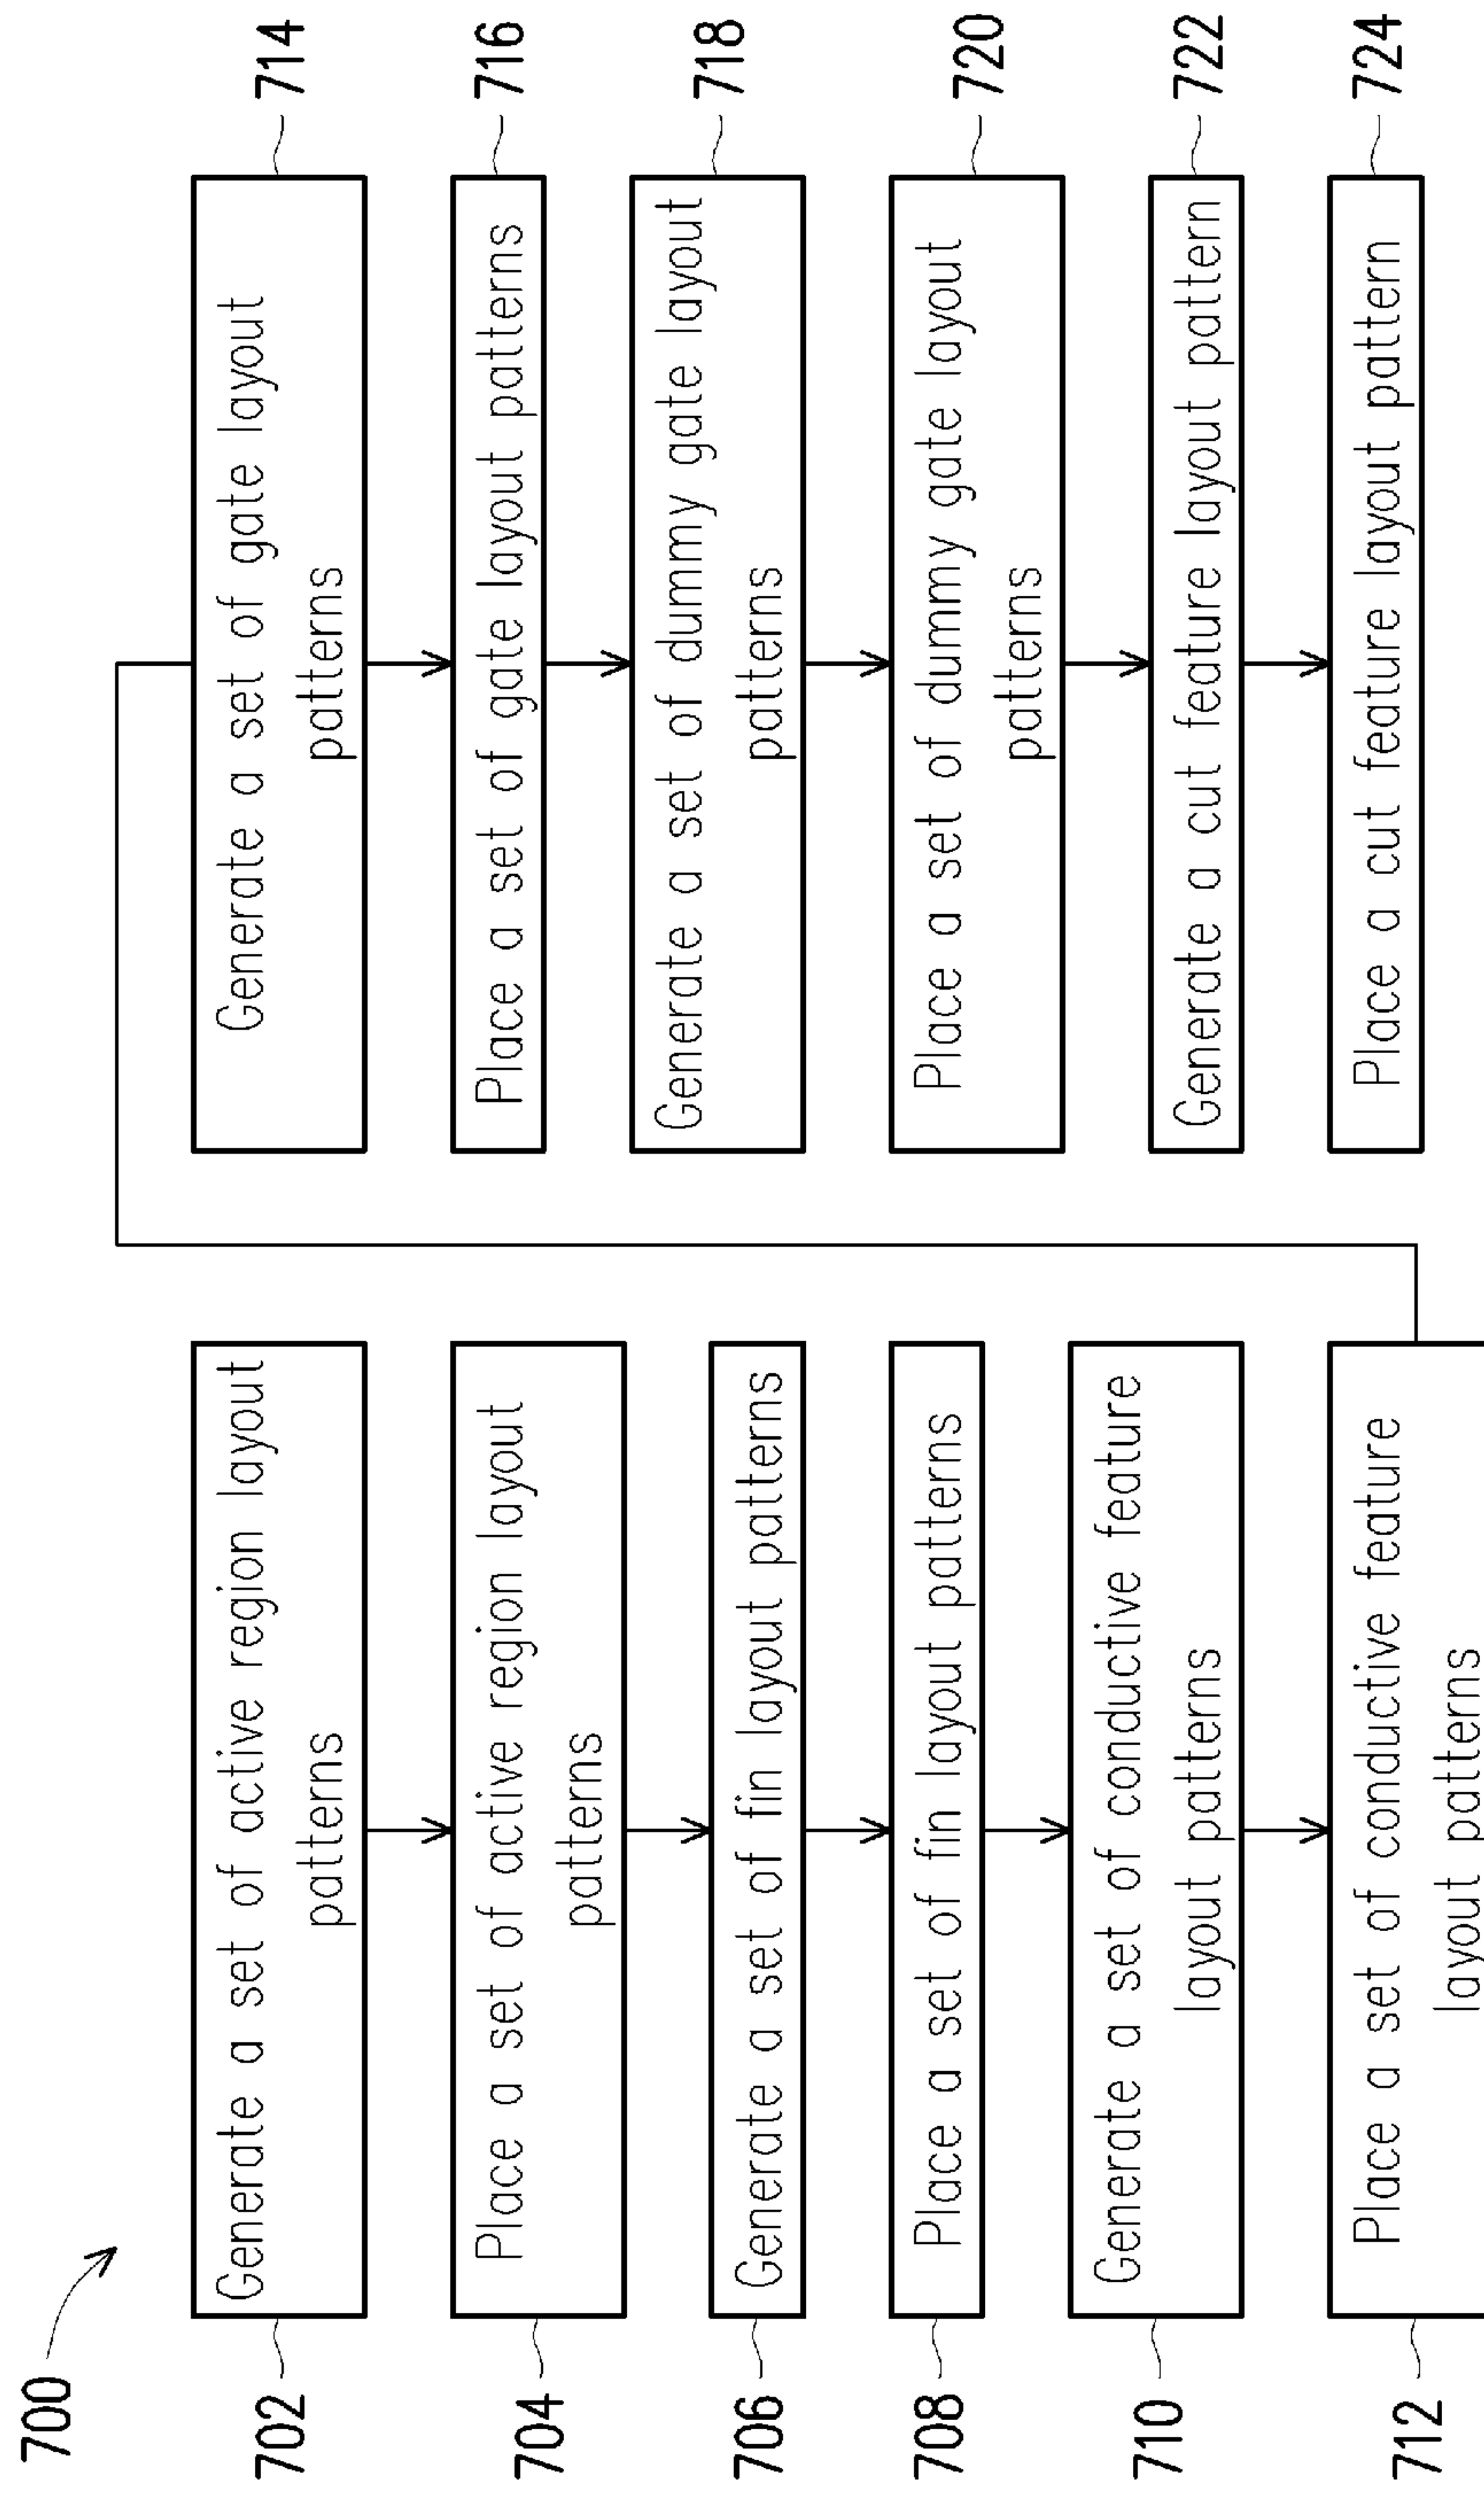 700
702
Generate a set of active region layout
patterns
704
Place a set of active region layout
patterns
706
Generate a set of fin layout patterns
708
Place a set of fin layout patterns
710
Generate a set of conductive feature
layout patterns
712
Place a set of conductive feature
layout patterns
714
Generate a set of gate layout
patterns
716
Place a set of gate layout patterns
718
Generate a set of dummy gate layout
patterns
720
Place a set of dummy gate layout
patterns
722
Generate a cut feature layout pattern
724
Place a cut feature layout pattern